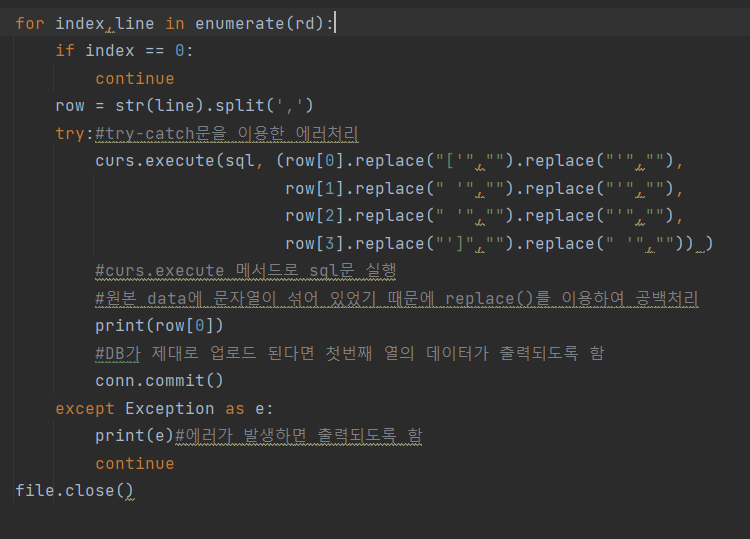 for index,line in enumerate(rd):
    if index == 0:
        continue
    row = str(line).split(',')
    try:#try-catch문을 이용한 에러처리
        curs.execute(sql, (row[0].replace("['","").replace("'",""),
                           row[1].replace(" '","").replace("'",""),
                           row[2].replace(" '","").replace("'",""),
                           row[3].replace("']","").replace(" '","")) )
        #curs.execute 메서드로 sql문 실행
        #원본 data에 문자열이 섞어 있었기 때문에 replace()를 이용하여 공백처리
        print(row[0])
        #DB가 제대로 업로드 된다면 첫번째 열의 데이터가 출력되도록 함
        conn.commit()
    except Exception as e:
        print(e)#에러가 발생하면 출력되도록 함
        continue
file.close()